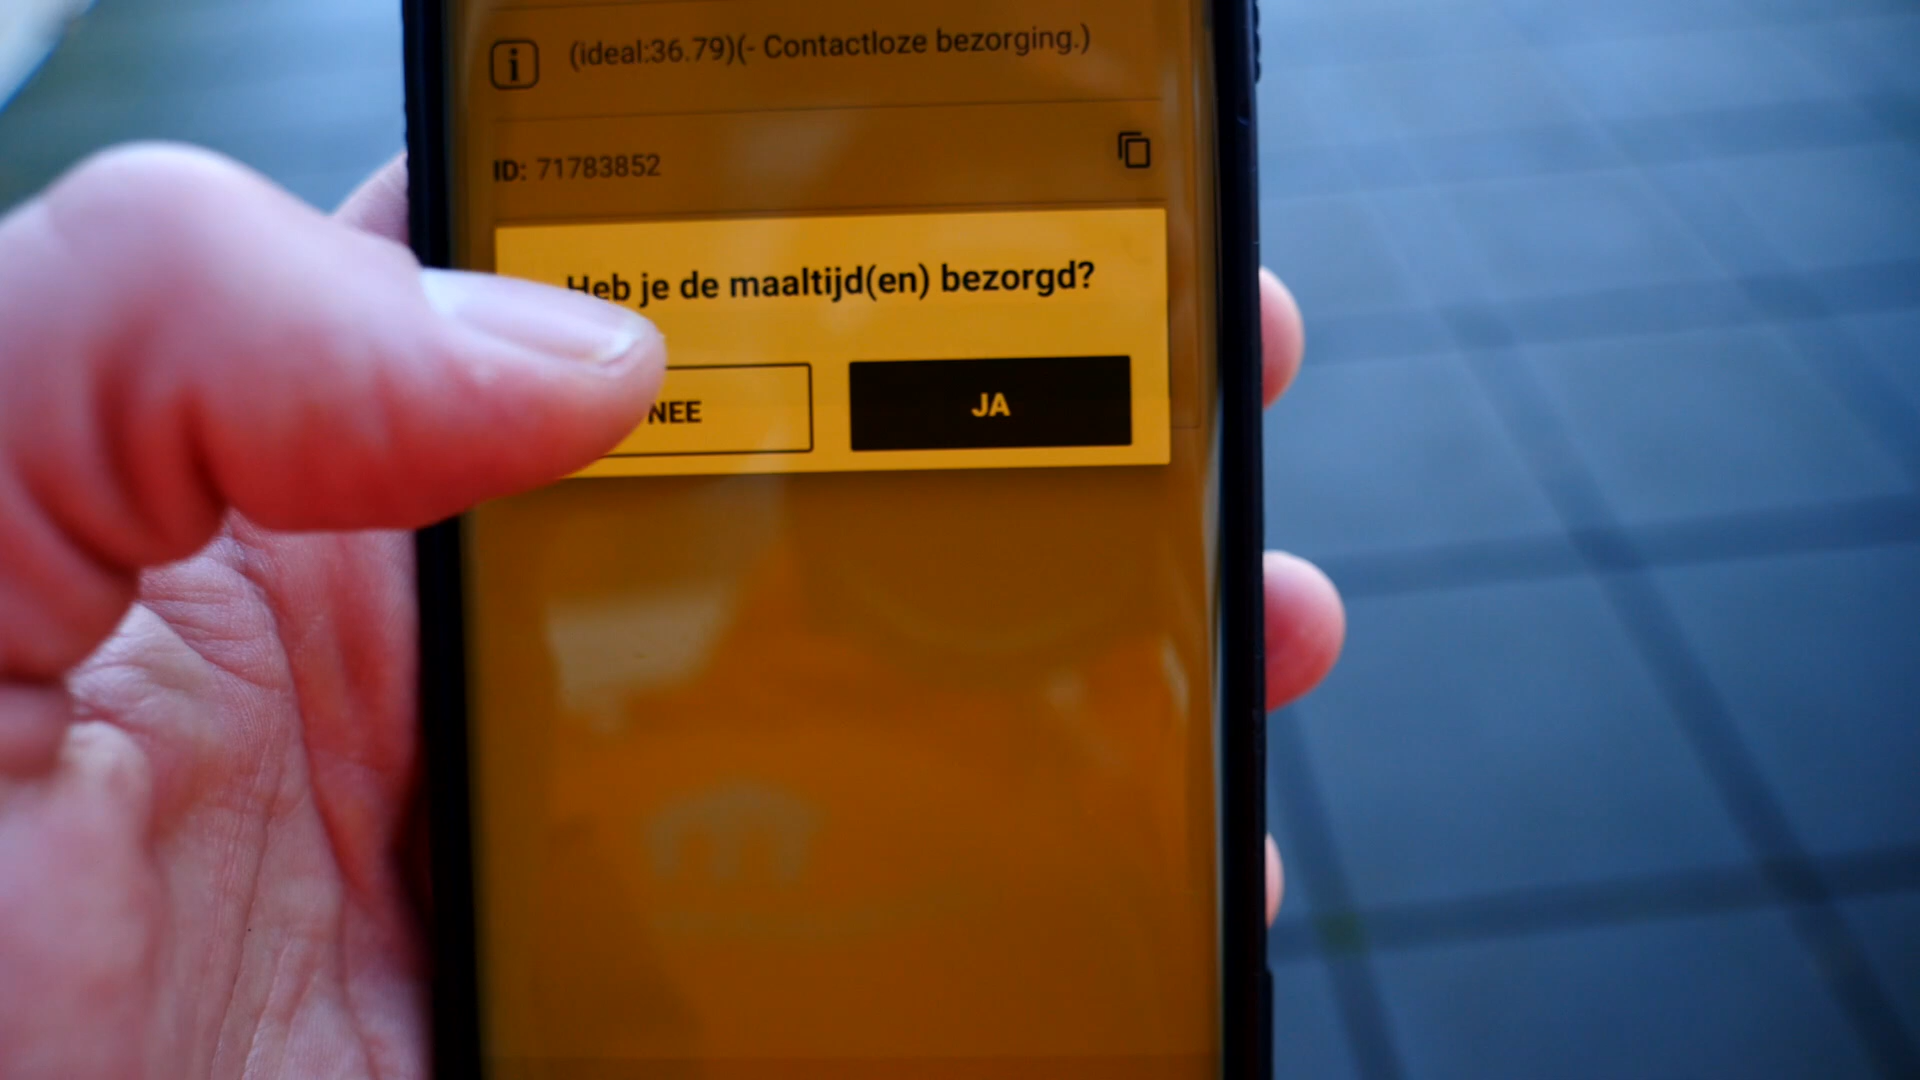 (ideal:36.79)(- Contactloze bezorging.)
ID: 71783852
Heb je de maaltijd(en) bezorgd?
NEE
JA